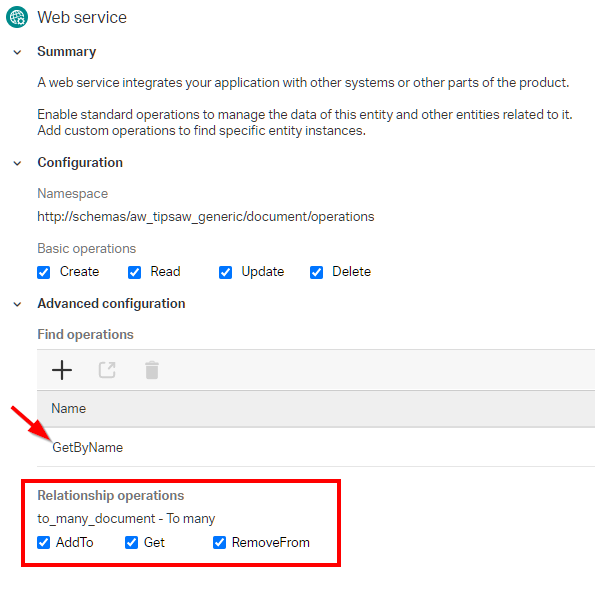 Web service
Summary
A web service integrates your application with other systems or other parts of the product.
Enable standard operations to manage the data of this entity and other entities related to it.
Add custom operations to find specific entity instances.
Configuration
Namespace
http://schemas/aw_tipsaw_generic/document/operations
Basic operations
Create Read Update Delete
Advanced configuration
Find operations
Name
GetByName
Relationship operations
to_many_document - To many
AddTo Get RemoveFrom